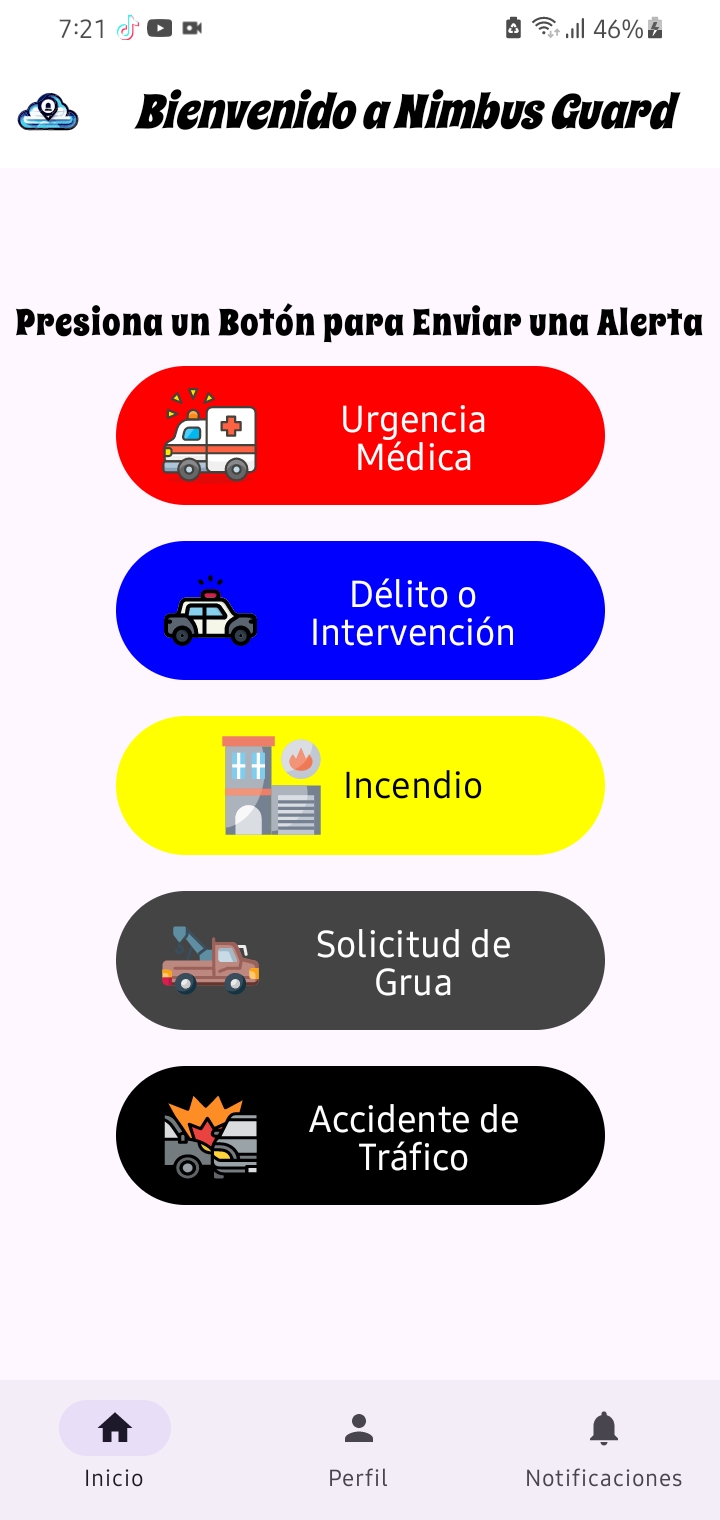 7:21 46%
Bienvenido a Nimbus Guard
Presiona un Botón para Enviar una Alerta
Urgencia
Médica
Délito o
Intervención
Incendio
Solicitud de
Grua
Accidente de
Tráfico
Inicio Perfil Notificaciones